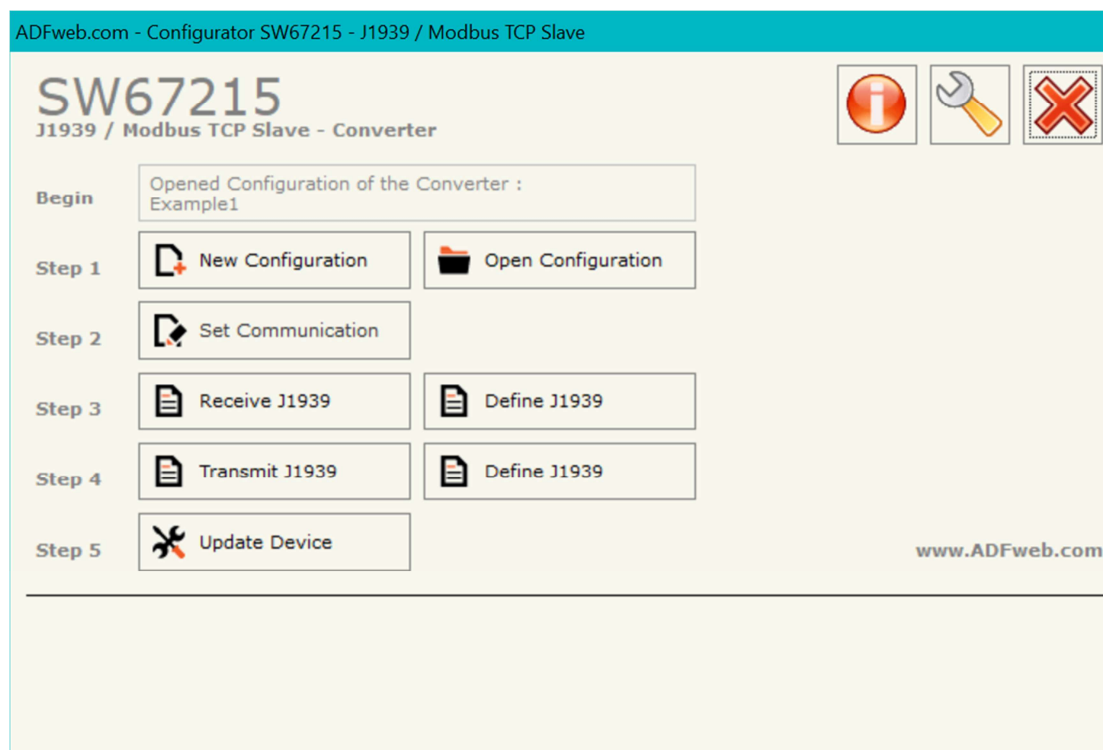 ADFweb.com - Configurator SW67215 - J1939 / Modbus TCP Slave
SW67215
J1939 / Modbus TCP Slave - Converter
Begin
Opened Configuration of the Converter :
Example1
Step 1
New Configuration
Open Configuration
Step 2
Set Communication
Step 3
Receive J1939
Define J1939
Step 4
Transmit J1939
Define J1939
Step 5
Update Device
www.ADFweb.com